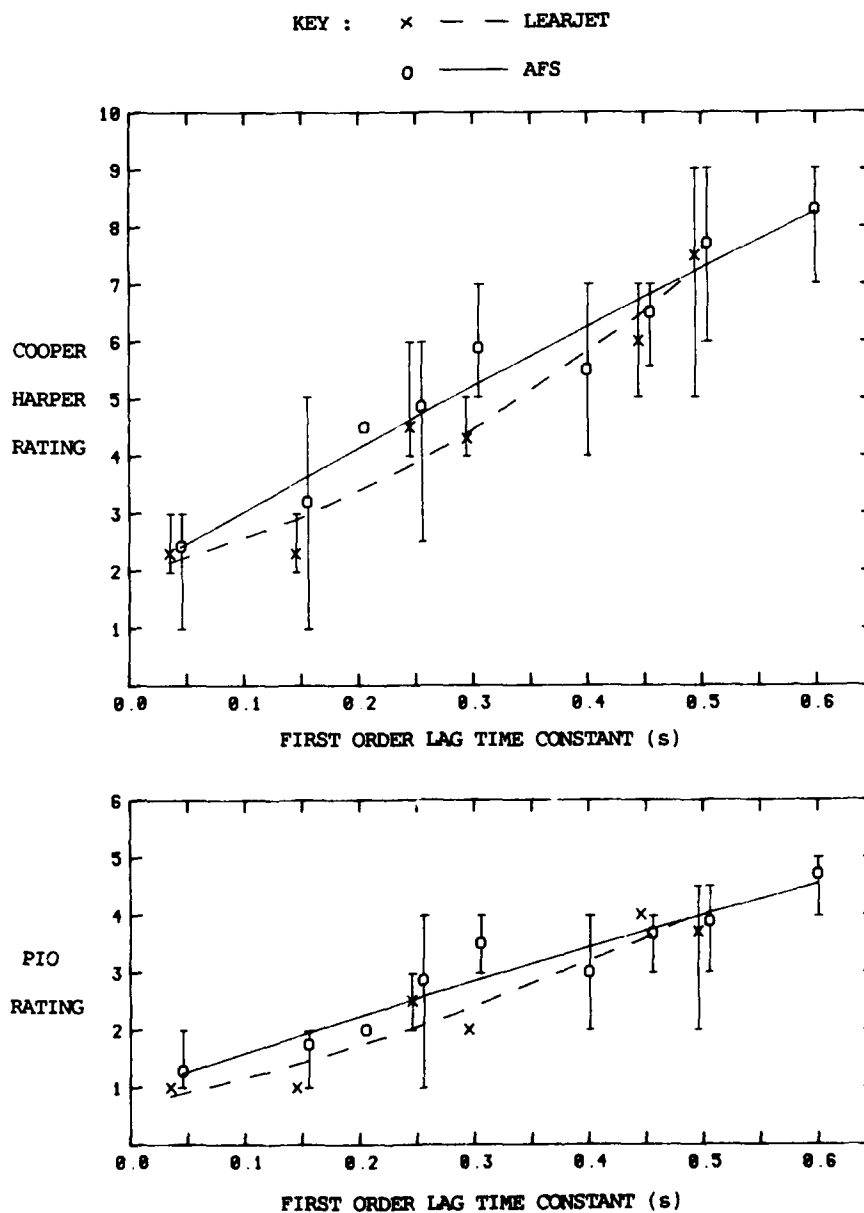 KEY : × — — LEARJET
o —— AFS
10
9
8
7
6
5
4
3
2
1
COOPER
HARPER
RATING
0.0 0.1 0.2 0.3 0.4 0.5 0.6
FIRST ORDER LAG TIME CONSTANT (s)
6
5
4
3
2
1
PIO
RATING
0.0 0.1 0.2 0.3 0.4 0.5 0.6
FIRST ORDER LAG TIME CONSTANT (s)